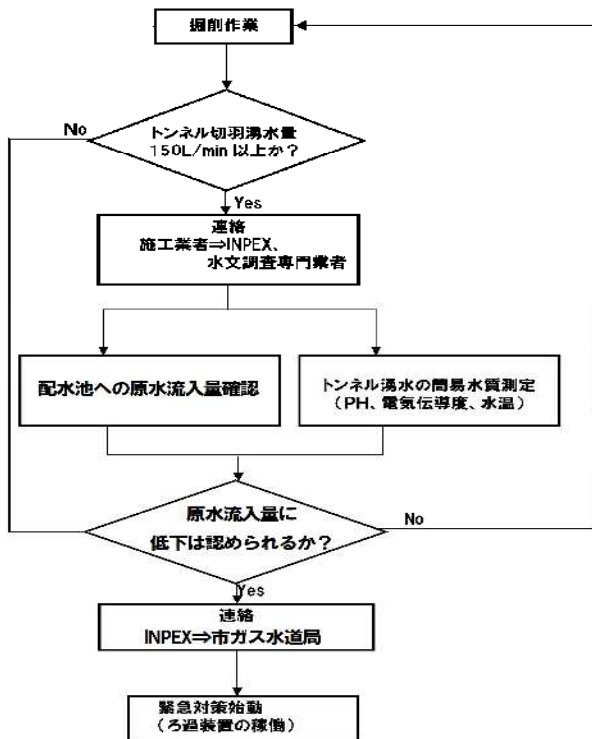 掘削作業
No
トンネル切羽湧水量
150L/min 以上か？
Yes
連絡
施工業者⇒INPEX、
水文調査専門業者
配水池への原水流入量確認
トンネル湧水の簡易水質測定
（PH、電気伝導度、水温）
原水流入量に
低下は認められるか？
No
Yes
連絡
INPEX⇒市ガス水道局
緊急対策始動
（ろ過装置の稼働）